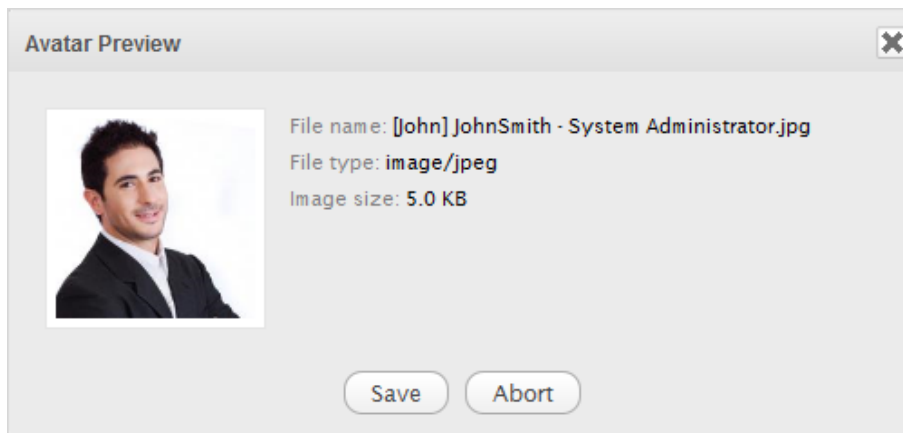 Avatar Preview
File name: [John] JohnSmith - System Administrator.jpg
File type: image/jpeg
Image size: 5.0 KB
Save Abort